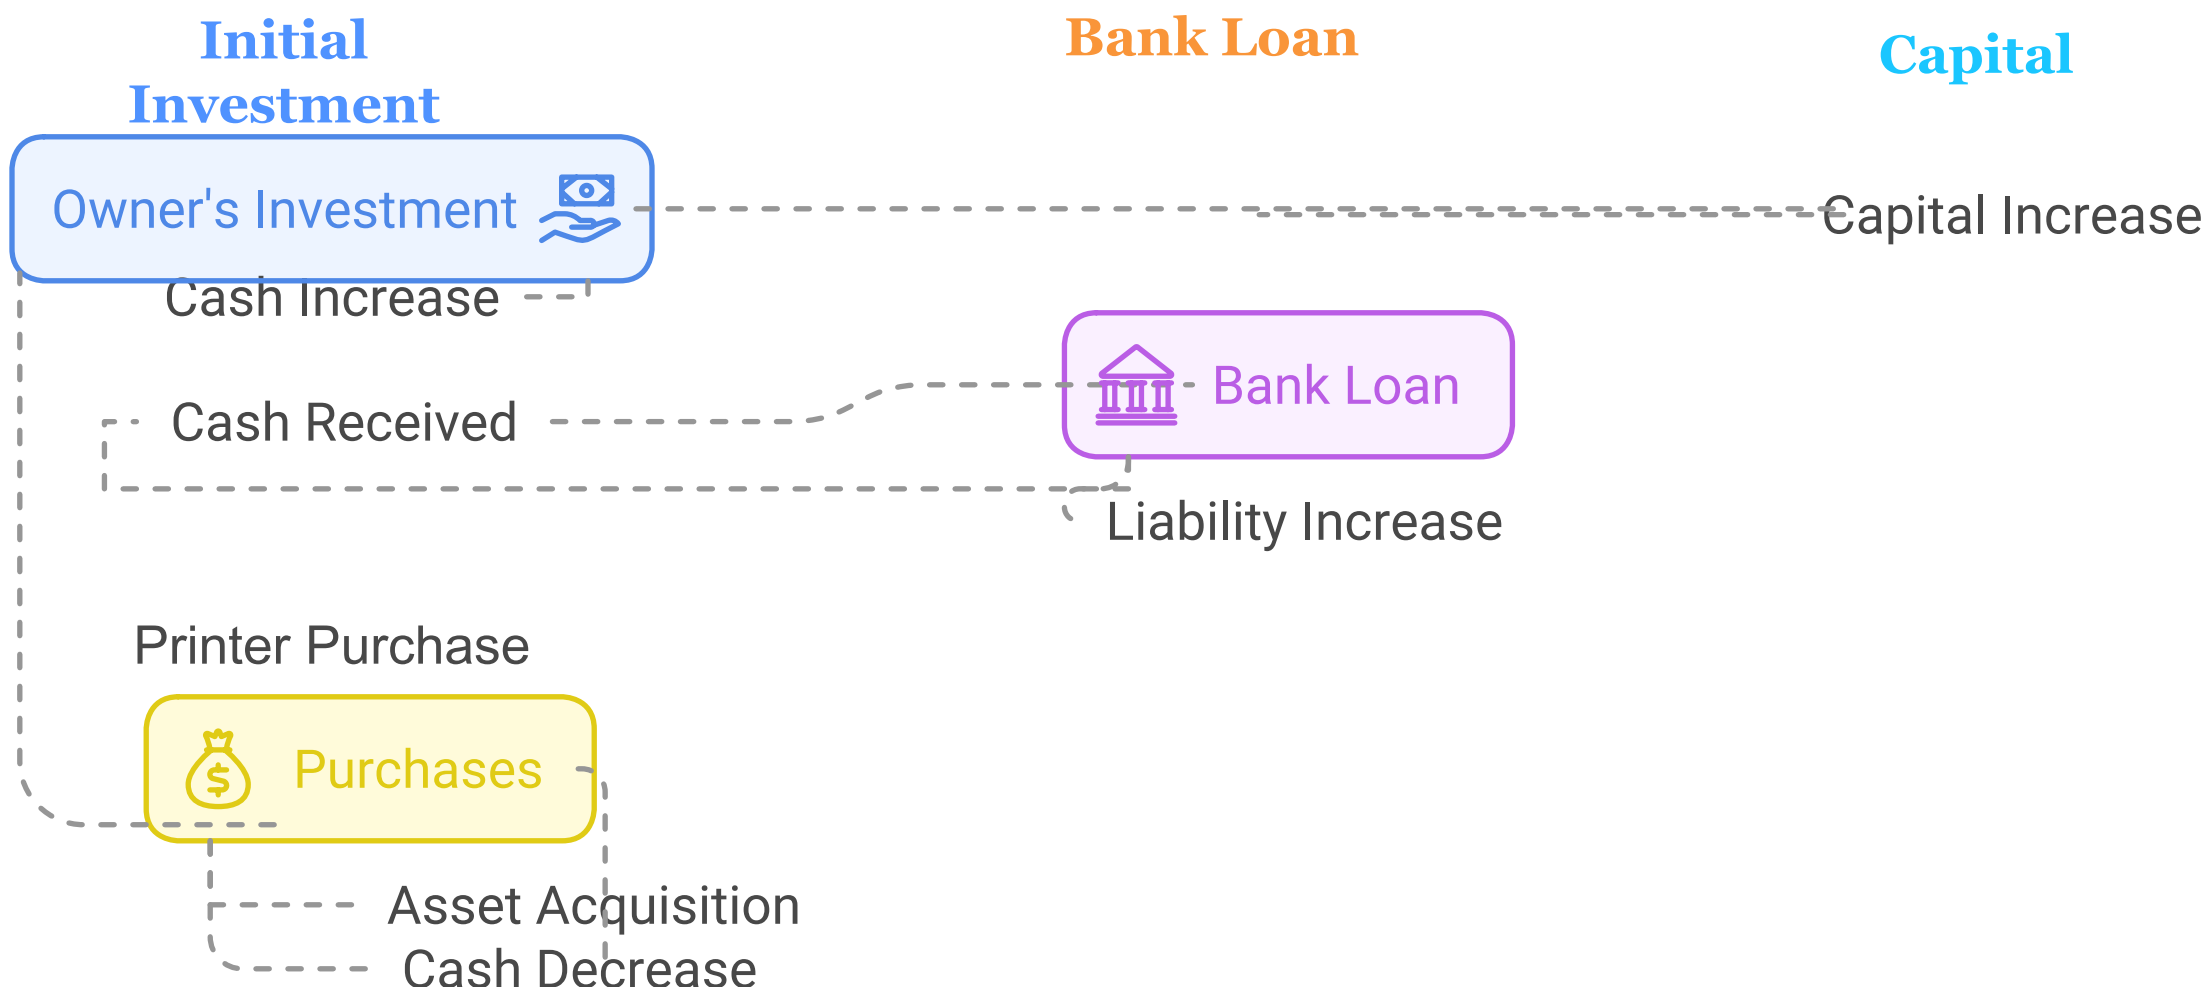 Initial
Investment
Bank Loan
Capital
Owner's Investment
Capital Increase
Cash Increase
Bank Loan
Cash Received
Liability Increase
Printer Purchase
Purchases
Asset Acquisition
Cash Decrease